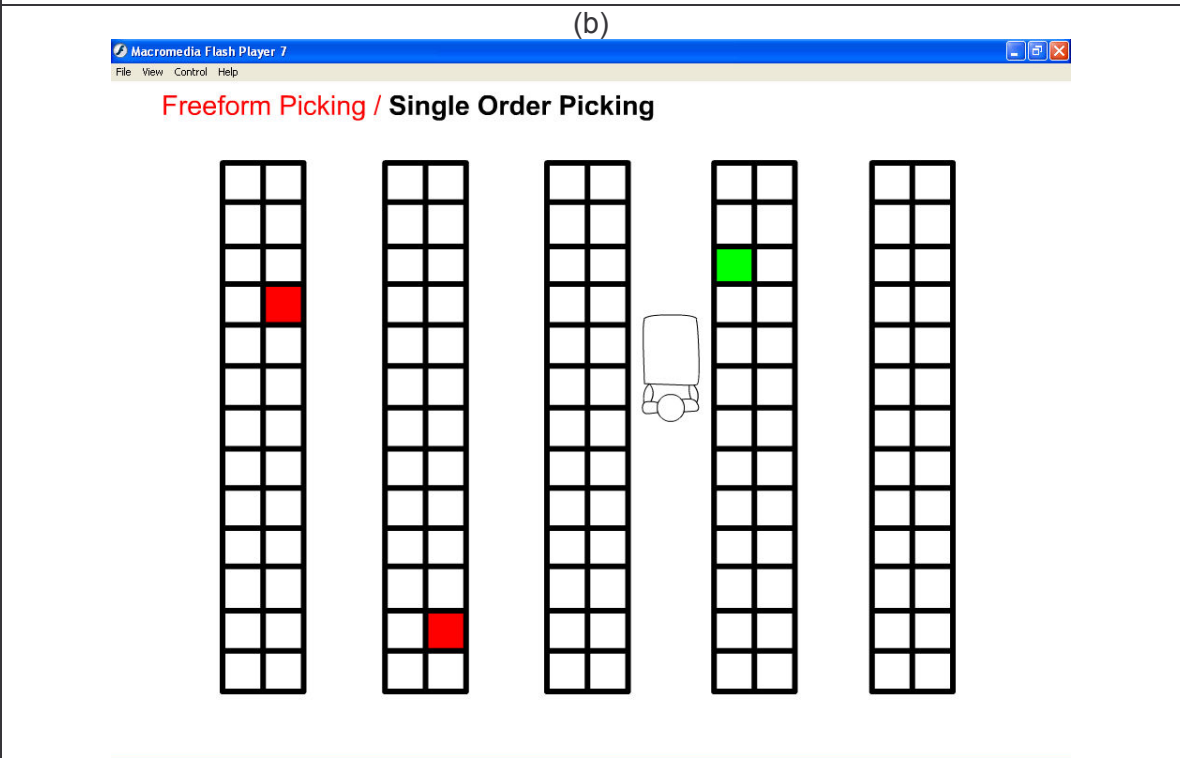 (b)
Macromedia Flash Player 7
File View Control Help
Freeform Picking / Single Order Picking